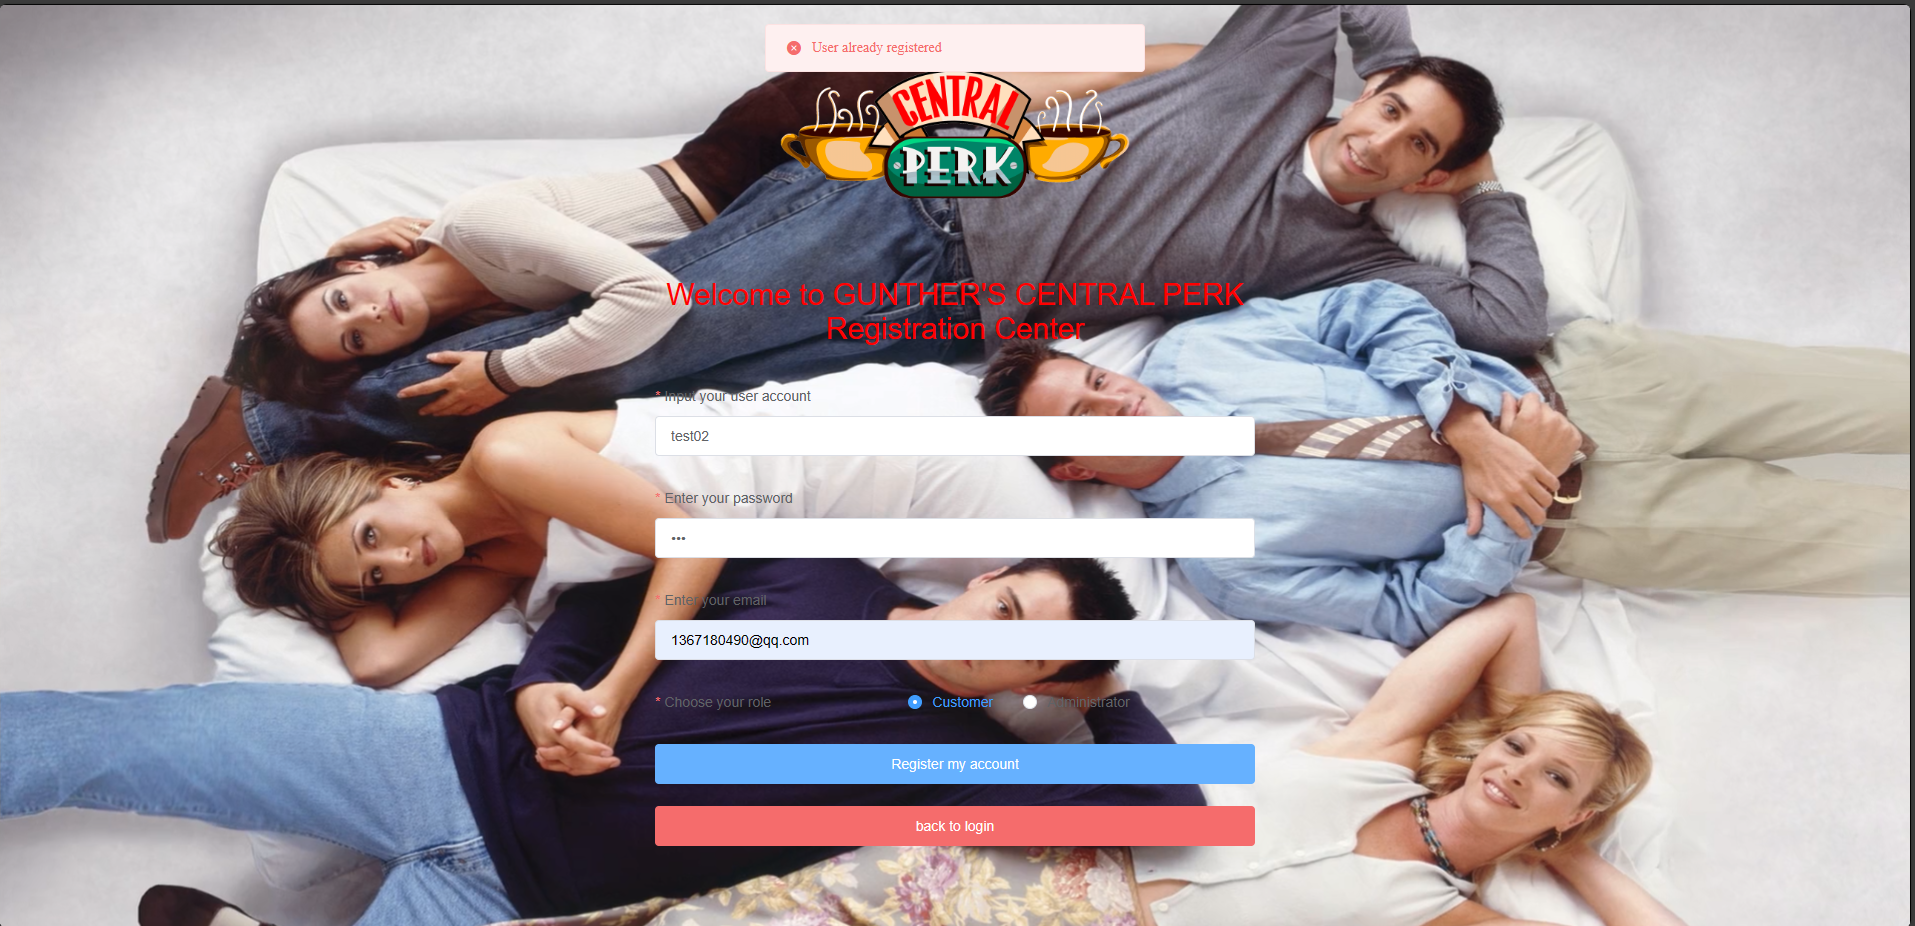 User already registered
CENTRAL
PERK
Welcome to GUNTHER'S CENTRAL PERK
Registration Center
* Input your user account
test02
* Enter your password
•••
* Enter your email
1367180490@qq.com
* Choose your role Customer Administrator
Register my account
back to login